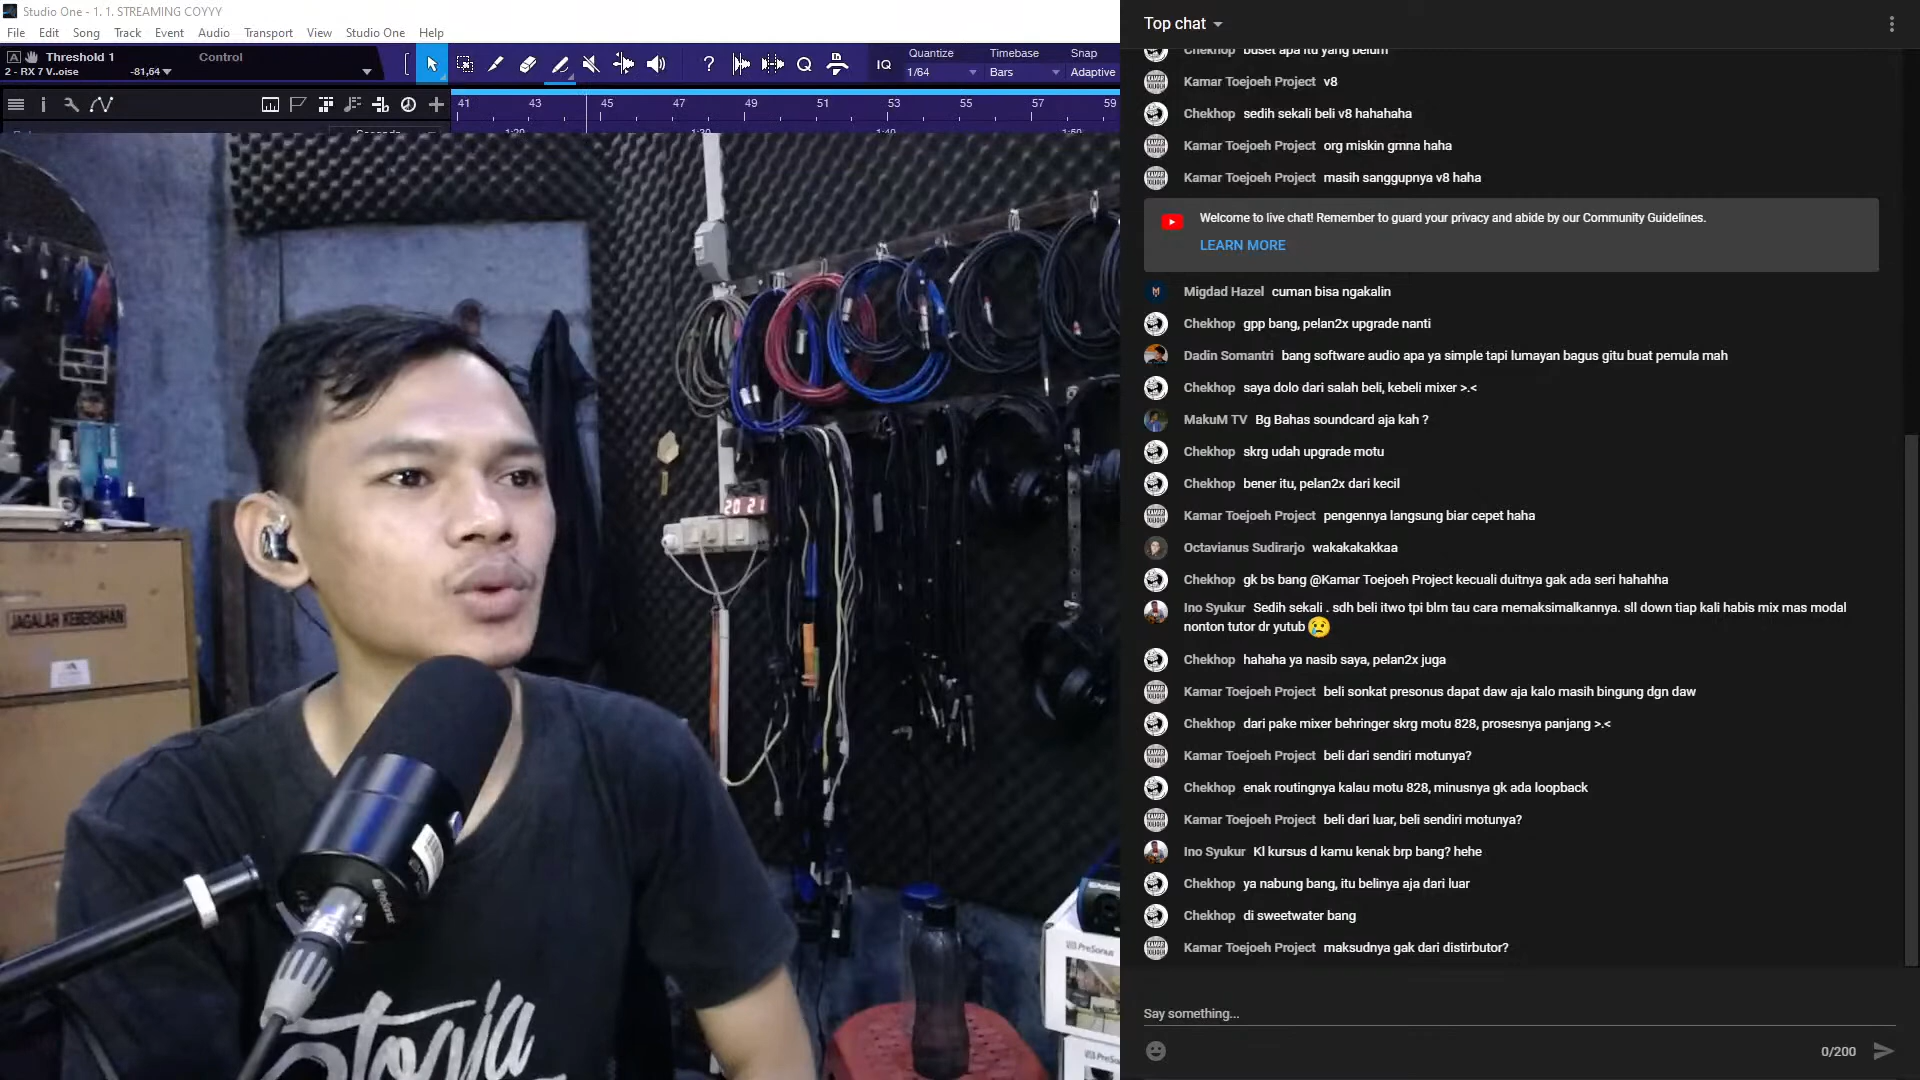 Studio One - 1. 1. STREAMING COYYY
File Edit Song Track Event Audio Transport View Studio One Help
Threshold 1 Control
2 - RX 7 V..oise -81,64
Quantize Timebase Snap
1/64 Bars Adaptive
IQ
41 43 45 47 49 51 53 55 57 59
20 21
JAGALAH KEBERSIHAN
PreSonus
Top chat
Chekhop buset apa itu yang belum
Kamar Toejoeh Project v8
Chekhop sedih sekali beli v8 hahahaha
Kamar Toejoeh Project org miskin gmna haha
Kamar Toejoeh Project masih sanggupnya v8 haha
Welcome to live chat! Remember to guard your privacy and abide by our Community Guidelines.
LEARN MORE
Migdad Hazel cuman bisa ngakalin
Chekhop gpp bang, pelan2x upgrade nanti
Dadin Somantri bang software audio apa ya simple tapi lumayan bagus gitu buat pemula mah
Chekhop saya dolo dari salah beli, kebeli mixer >.<
MakuM TV Bg Bahas soundcard aja kah ?
Chekhop skrg udah upgrade motu
Chekhop bener itu, pelan2x dari kecil
Kamar Toejoeh Project pengennya langsung biar cepet haha
Octavianus Sudirarjo wakakakakkaa
Chekhop gk bs bang @Kamar Toejoeh Project kecuali duitnya gak ada seri hahahha
Ino Syukur Sedih sekali . sdh beli itwo tpi blm tau cara memaksimalkannya. sll down tiap kali habis mix mas modal
nonton tutor dr yutub😢
Chekhop hahaha ya nasib saya, pelan2x juga
Kamar Toejoeh Project beli sonkat presonus dapat daw aja kalo masih bingung dgn daw
Chekhop dari pake mixer behringer skrg motu 828, prosesnya panjang >.<
Kamar Toejoeh Project beli dari sendiri motunya?
Chekhop enak routingnya kalau motu 828, minusnya gk ada loopback
Kamar Toejoeh Project beli dari luar, beli sendiri motunya?
Ino Syukur Kl kursus d kamu kenak brp bang? hehe
Chekhop ya nabung bang, itu belinya aja dari luar
Chekhop di sweetwater bang
Kamar Toejoeh Project maksudnya gak dari distirbutor?
Say something...
0/200